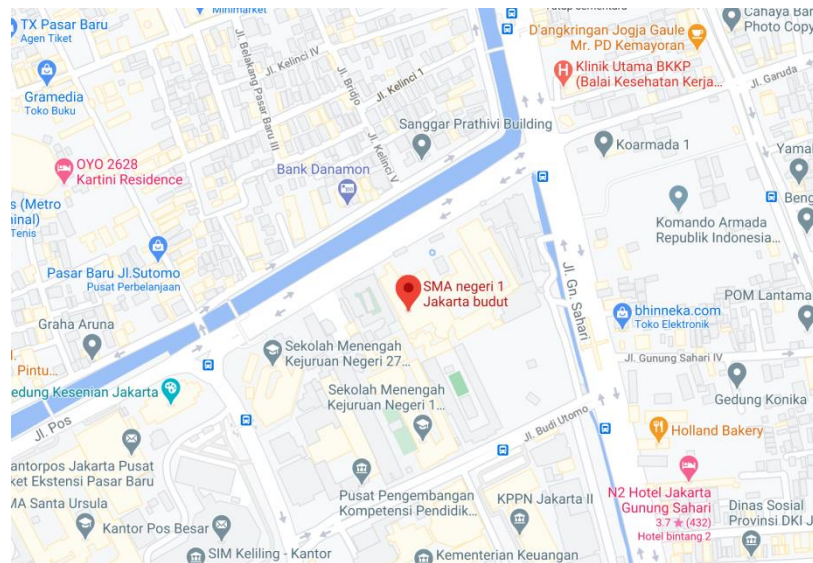 Minimarket
TX Pasar Baru
Agen Tiket
Gramedia
Toko Buku
Jl. Belakang Pasar Baru III
Jl. Kelinci IV
Jl. Bridjo
Jl. Kelinci 1
Jl. Kelinci V
D'angkringan Jogja Gaule
Mr. PD Kemayoran
Cahaya Bar
Photo Copy
Klinik Utama BKKP
(Balai Kesehatan Kerja...
Jl. Garuda
Sanggar Prathivi Building
Koarmada 1
Yama
OYO 2628
Kartini Residence
Bank Danamon
Beng
s (Metro
minal)
Tenis
Komando Armada
Republik Indonesia...
Pasar Baru Jl.Sutomo
Pusat Perbelanjaan
Jl. Gn. Sahari
SMA negeri 1
Jakarta budut
POM Lantama
bhinneka.com
Toko Elektronik
Graha Aruna
Sekolah Menengah
Kejuruan Negeri 27...
Jl. Gunung Sahari IV
Pintu...
edung Kesenian Jakarta
Sekolah Menengah
Kejuruan Negeri 1...
Gedung Konika
Jl. Pos
Jl. Budi Utomo
Holland Bakery
antorpos Jakarta Pusat
ket Ekstensi Pasar Baru
MA Santa Ursula
Kantor Pos Besar
Pusat Pengembangan
Kompetensi Pendidik...
KPPN Jakarta II
N2 Hotel Jakarta
Gunung Sahari
3.7 ★ (432)
Hotel bintang 2
Dinas Sosial
Provinsi DKI J
SIM Keliling - Kantor
Kementerian Keuangan